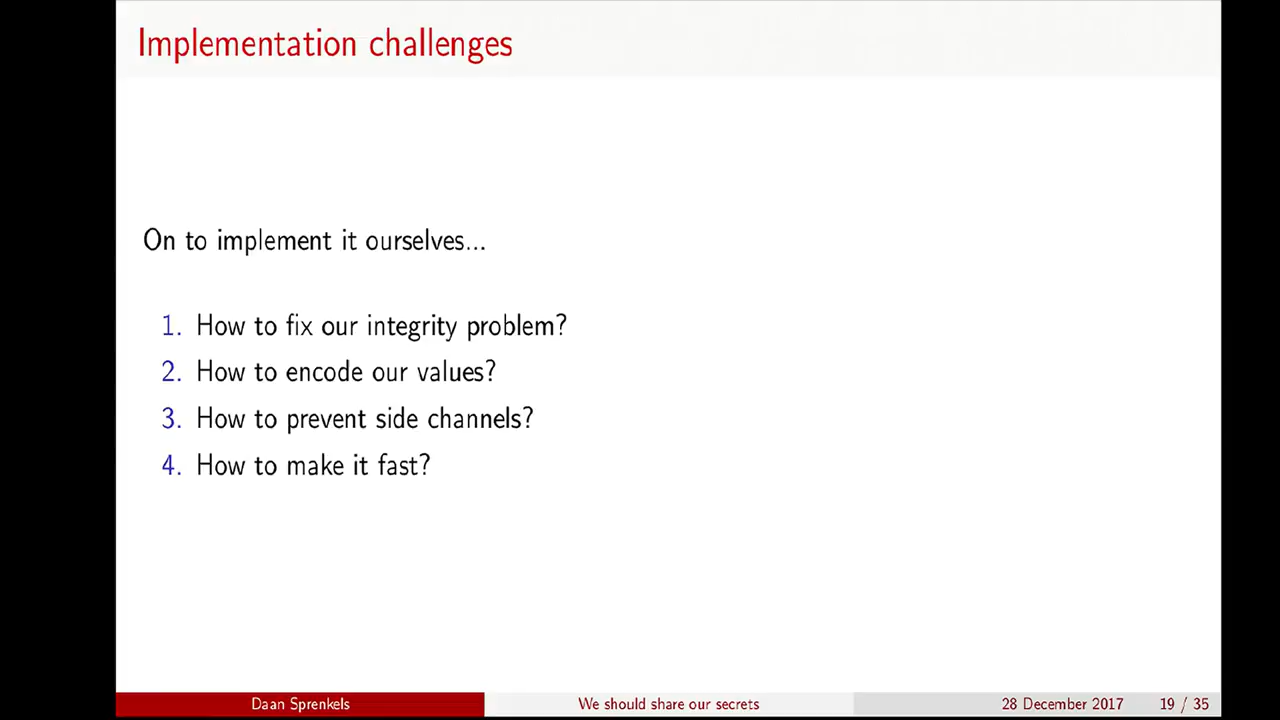 Implementation challenges
On to implement it ourselves...
1. How to fix our integrity problem?
2. How to encode our values?
3. How to prevent side channels?
4. How to make it fast?
Daan Sprenkels We should share our secrets 28 December 2017 19 / 35